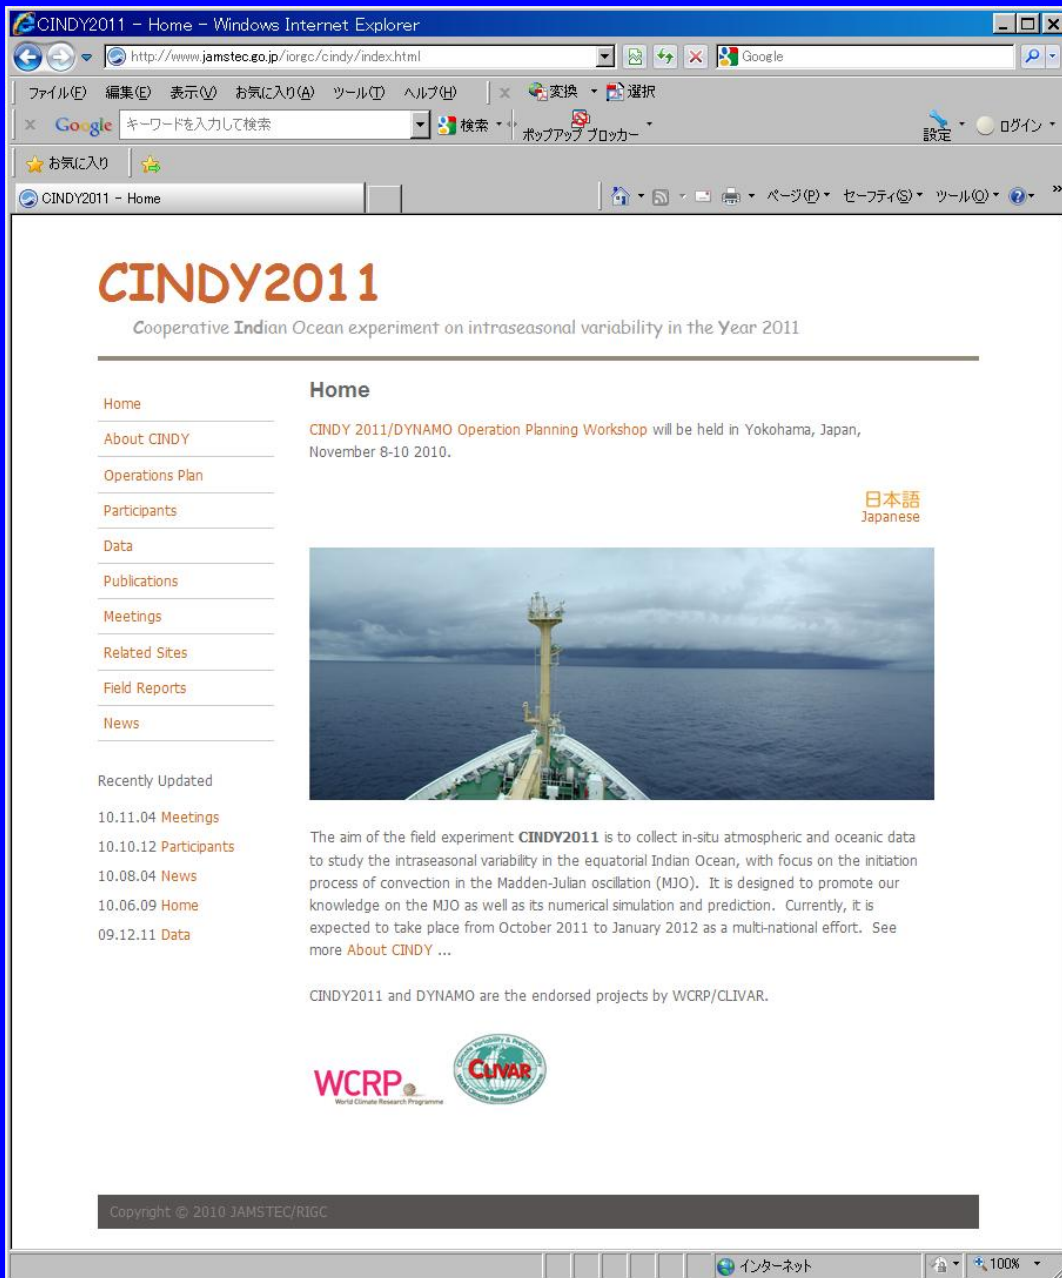 CINDY2011 - Home - Windows Internet Explorer
http://www.jamstec.go.jp/iorgc/cindy/index.html
Google
ファイル(F) 編集(E) 表示(V) お気に入り(A) ツール(T) ヘルプ(H) x 変換 選択
x Google キーワードを入力して検索 検索 ポップアップ ブロッカー 設定 ログイン
お気に入り
CINDY2011 - Home
ページ(P) セーフティ(S) ツール(O) »
CINDY2011
Cooperative Indian Ocean experiment on intraseasonal variability in the Year 2011
Home
About CINDY
Operations Plan
Participants
Data
Publications
Meetings
Related Sites
Field Reports
News
Recently Updated
10.11.04 Meetings
10.10.12 Participants
10.08.04 News
10.06.09 Home
09.12.11 Data
Home
CINDY 2011/DYNAMO Operation Planning Workshop will be held in Yokohama, Japan,
November 8-10 2010.
日本語
Japanese
The aim of the field experiment CINDY2011 is to collect in-situ atmospheric and oceanic data
to study the intraseasonal variability in the equatorial Indian Ocean, with focus on the initiation
process of convection in the Madden-Julian oscillation (MJO). It is designed to promote our
knowledge on the MJO as well as its numerical simulation and prediction. Currently, it is
expected to take place from October 2011 to January 2012 as a multi-national effort. See
more About CINDY ...
CINDY2011 and DYNAMO are the endorsed projects by WCRP/CLIVAR.
WCRP
World Climate Research Programme
Climate Variability & Predictability
CLIVAR
World Climate Research Programme
Copyright © 2010 JAMSTEC/RIGC
インターネット
100%